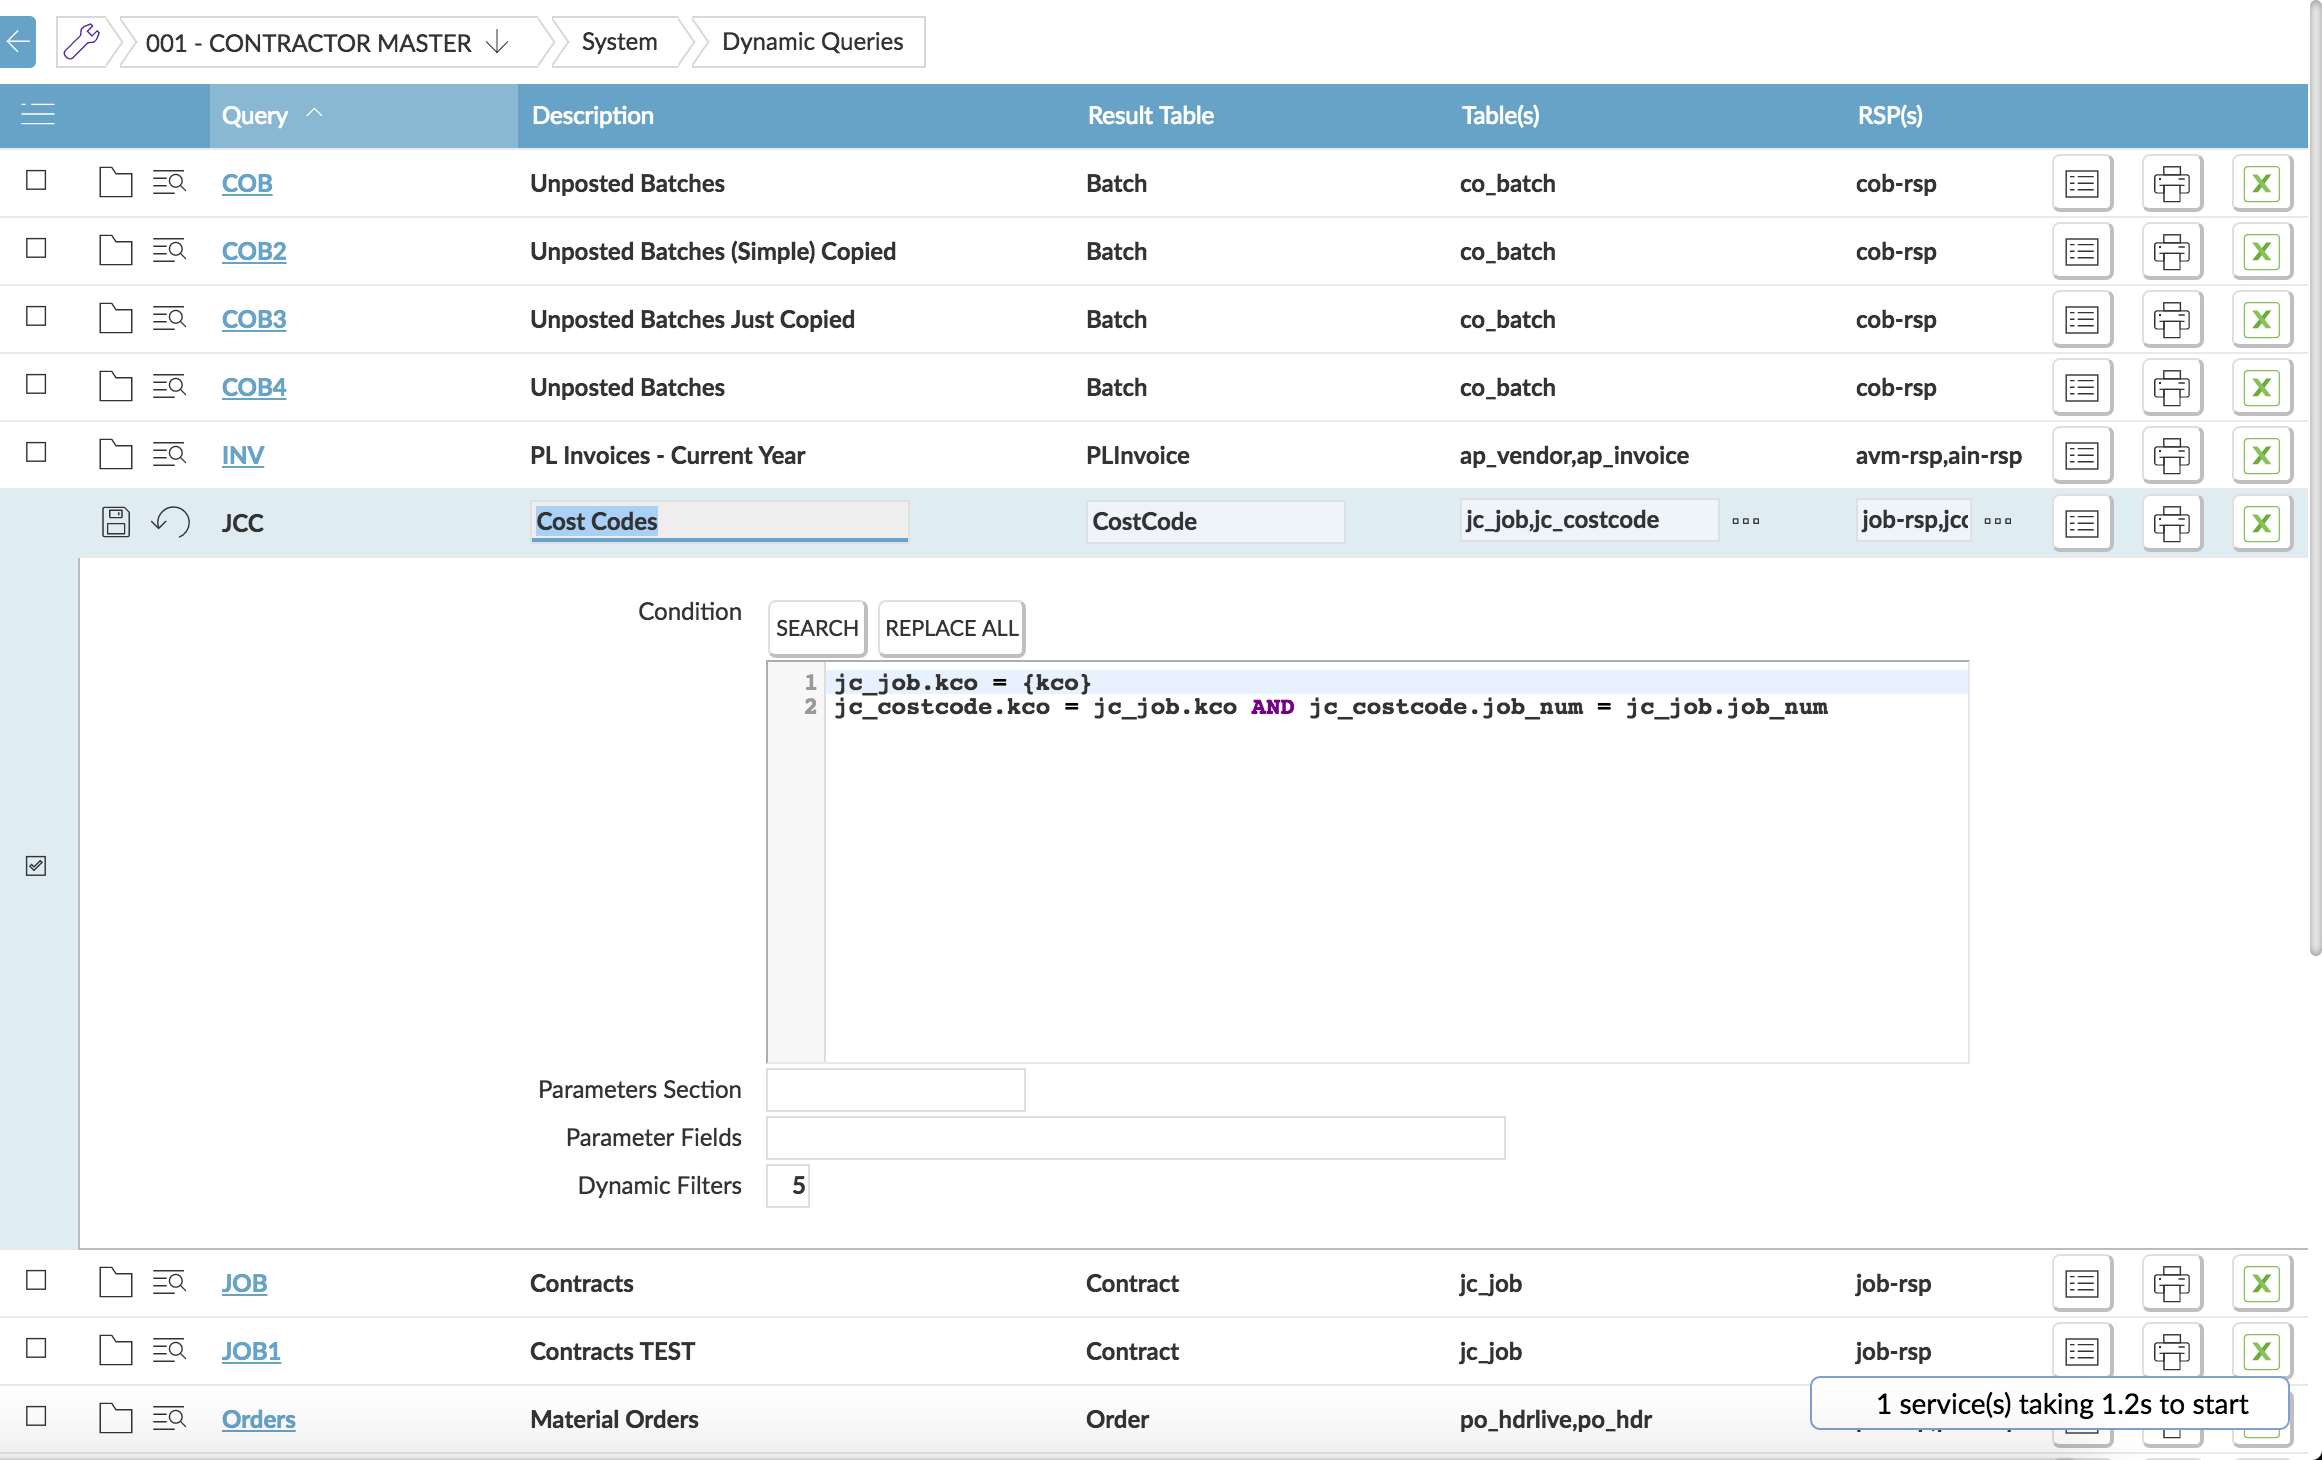 001 - CONTRACTOR MASTER System Dynamic Queries
Query Description Result Table Table(s) RSP(s)
COB Unposted Batches Batch co_batch cob-rsp
COB2 Unposted Batches (Simple) Copied Batch co_batch cob-rsp
COB3 Unposted Batches Just Copied Batch co_batch cob-rsp
COB4 Unposted Batches Batch co_batch cob-rsp
INV PL Invoices - Current Year PLInvoice ap_vendor,ap_invoice avm-rsp,ain-rsp
JCC Cost Codes CostCode jc_job,jc_costcode job-rsp,jcc
Condition SEARCH REPLACE ALL
1 jc_job.kco = {kco}
2 jc_costcode.kco = jc_job.kco AND jc_costcode.job_num = jc_job.job_num
Parameters Section
Parameter Fields
Dynamic Filters 5
JOB Contracts Contract jc_job job-rsp
JOB1 Contracts TEST Contract jc_job job-rsp
1 service(s) taking 1.2s to start
Orders Material Orders Order po_hdrlive,po_hdr